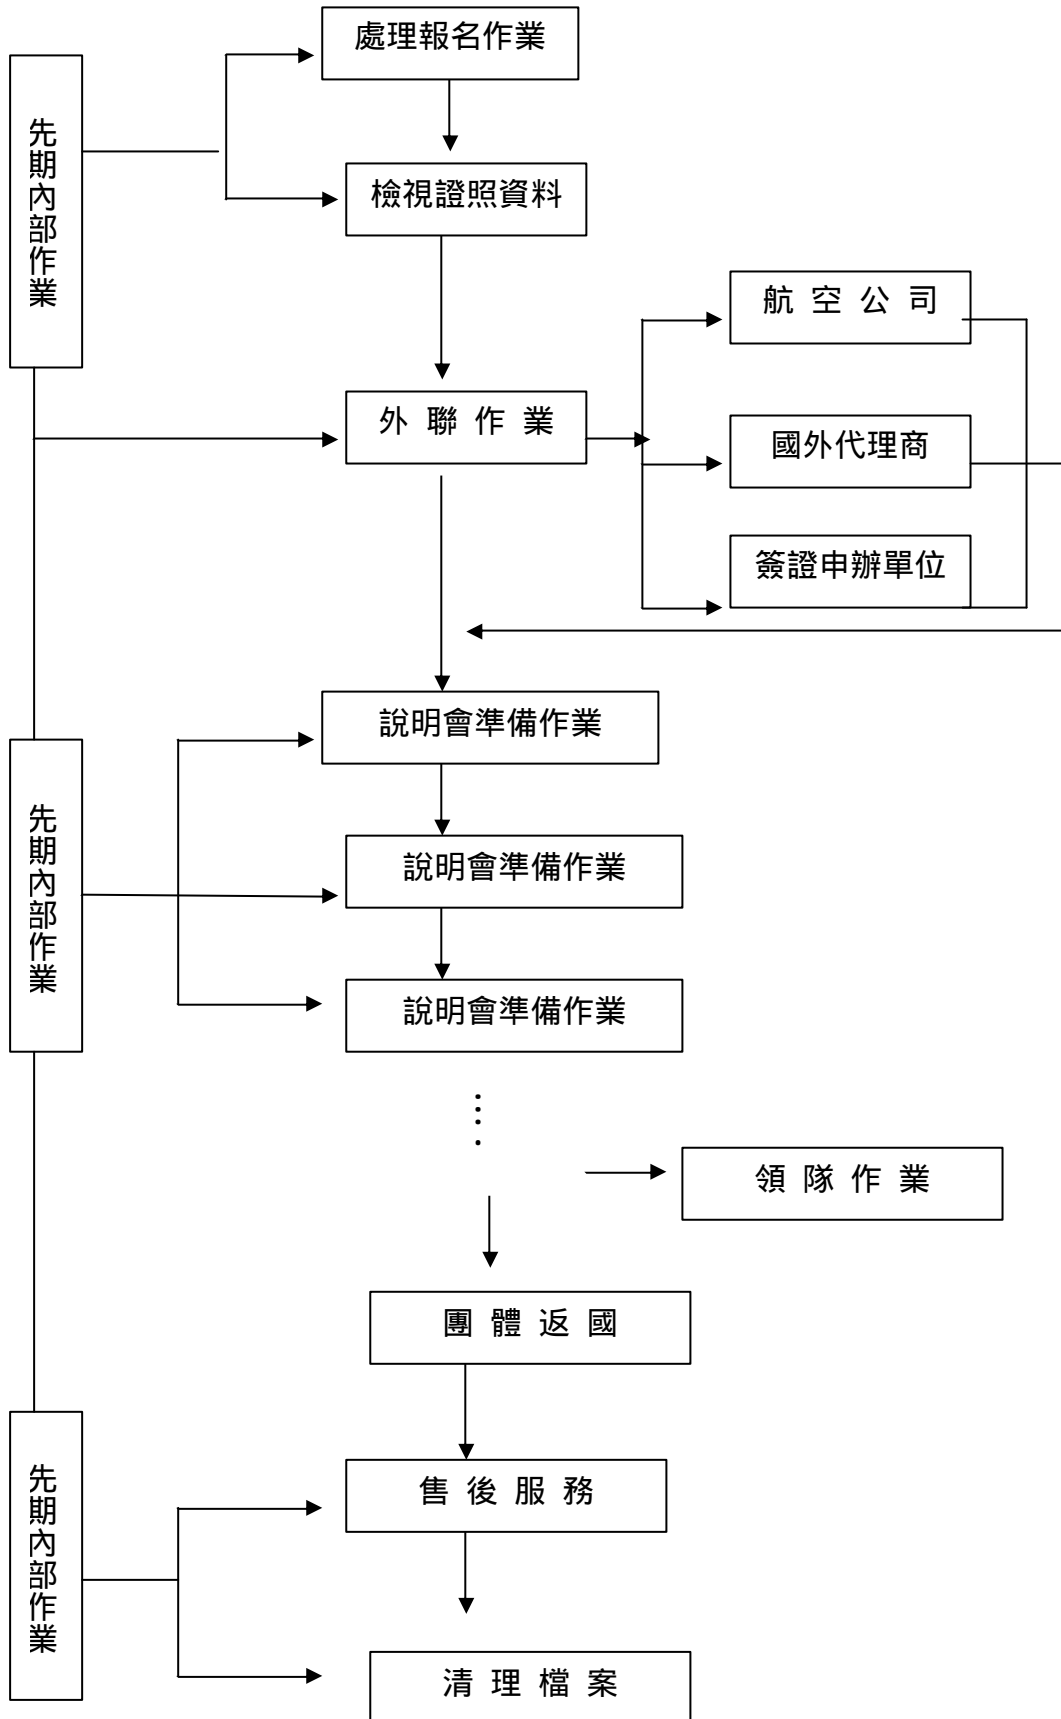 處理報名作業
先期內部作業
檢視證照資料
航 空 公 司
外 聯 作 業
國外代理商
簽證申辦單位
說明會準備作業
先期內部作業
說明會準備作業
說明會準備作業
領 隊 作 業
團 體 返 國
先期內部作業
售 後 服 務
清 理 檔 案